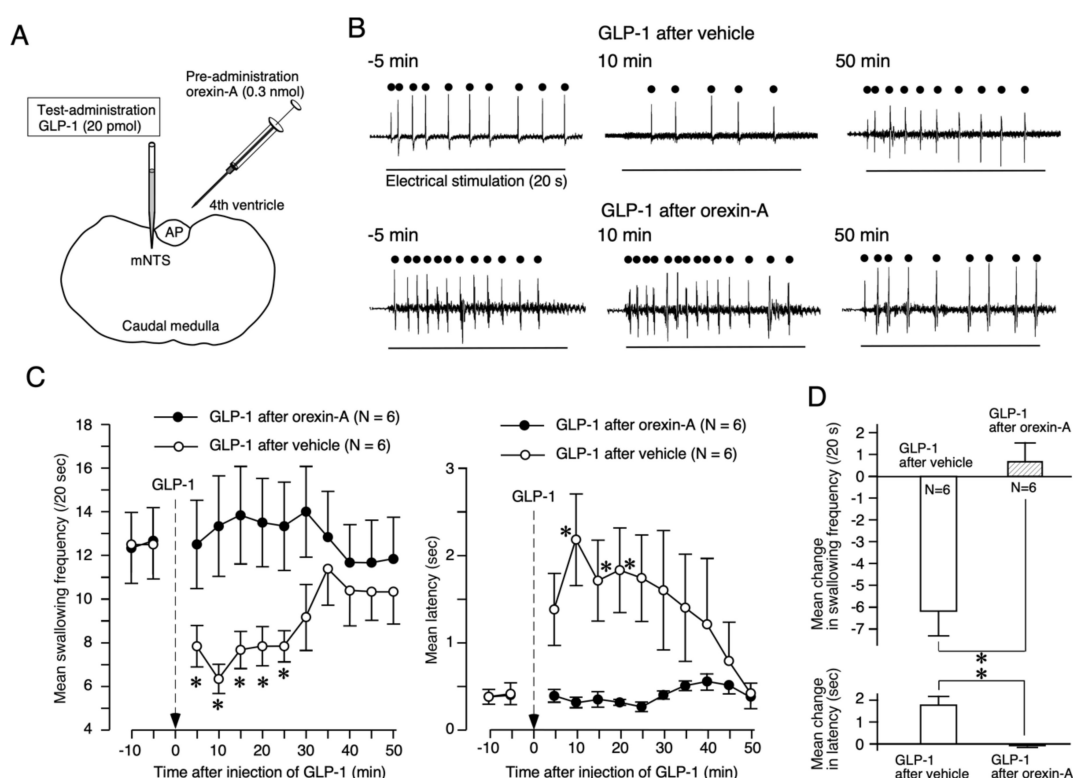 A
Pre-administration
orexin-A (0.3 nmol)
Test-administration
GLP-1 (20 pmol)
4th ventricle
AP
mNTS
Caudal medulla
B
GLP-1 after vehicle
-5 min
10 min
50 min
Electrical stimulation (20 s)
GLP-1 after orexin-A
-5 min
10 min
50 min
C
GLP-1 after orexin-A (N = 6)
GLP-1 after vehicle (N = 6)
Mean swallowing frequency (/20 sec)
18
16
14
12
10
8
6
4
GLP-1
* * * * *
-10 0 10 20 30 40 50
Time after injection of GLP-1 (min)
GLP-1 after orexin-A (N = 6)
GLP-1 after vehicle (N = 6)
Mean latency (sec)
3
2
1
0
GLP-1
* * *
-10 0 10 20 30 40 50
Time after injection of GLP-1 (min)
D
Mean change
in swallowing frequency (/20 s)
2
1
0
-1
-2
-3
-4
-5
-6
-7
GLP-1
after orexin-A
GLP-1
after vehicle
N=6
N=6
*
*
Mean change
in latency (sec)
2
1
0
GLP-1
after vehicle
GLP-1
after orexin-A